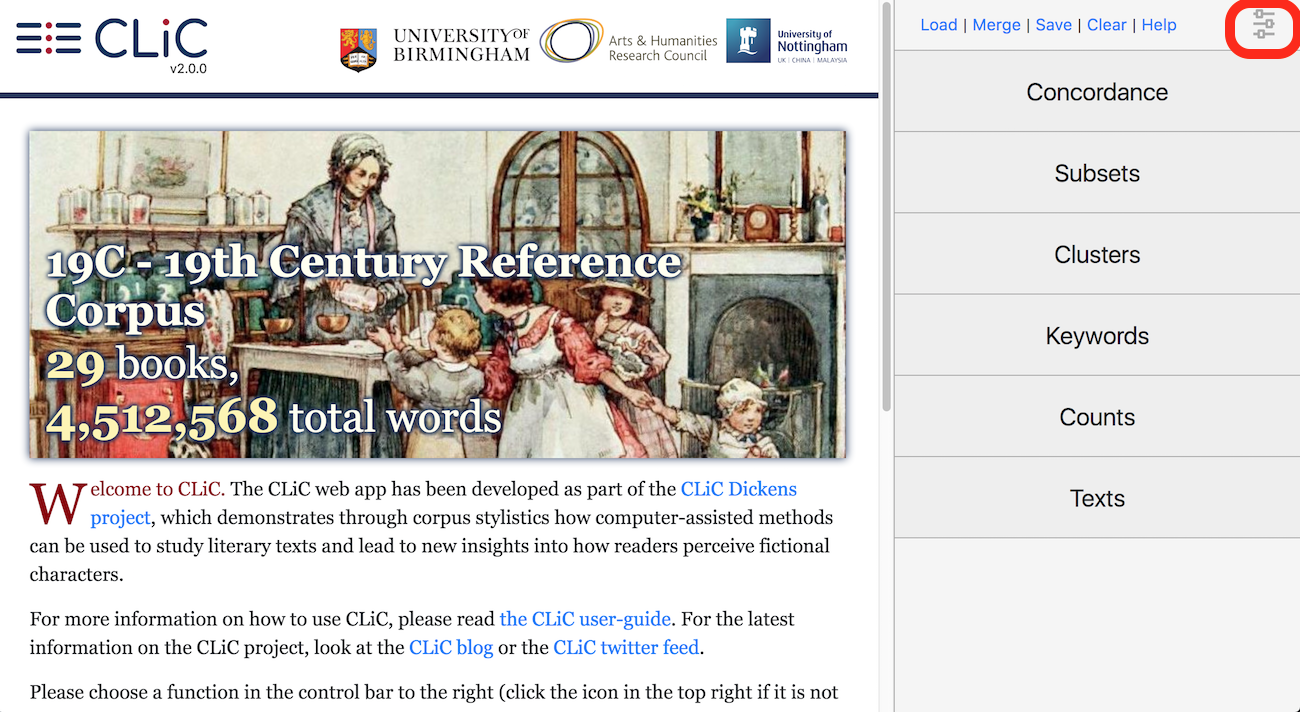 CLiC
v2.0.0
UNIVERSITY OF
BIRMINGHAM
Arts & Humanities
Research Council
University of
Nottingham
UK | CHINA | MALAYSIA
19C - 19th Century Reference
Corpus
29 books,
4,512,568 total words
Welcome to CLiC. The CLiC web app has been developed as part of the CLiC Dickens
project, which demonstrates through corpus stylistics how computer-assisted methods
can be used to study literary texts and lead to new insights into how readers perceive fictional
characters.
For more information on how to use CLiC, please read the CLiC user-guide. For the latest
information on the CLiC project, look at the CLiC blog or the CLiC twitter feed.
Please choose a function in the control bar to the right (click the icon in the top right if it is not
Load | Merge | Save | Clear | Help
Concordance
Subsets
Clusters
Keywords
Counts
Texts